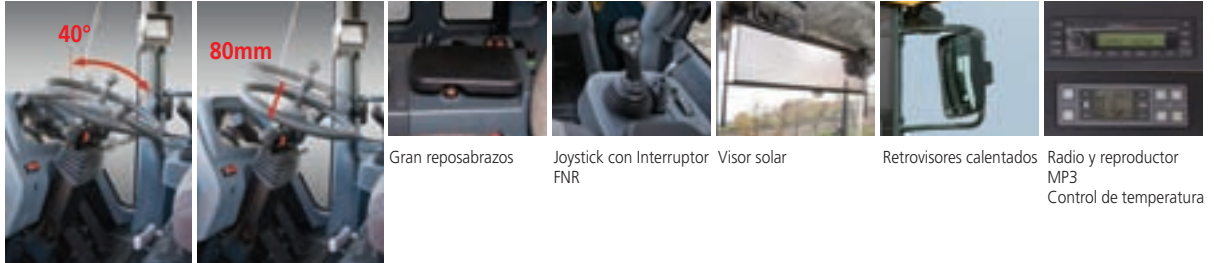 40°
80mm
Gran reposabrazos
Joystick con Interruptor
FNR
Visor solar
Retrovisores calentados
Radio y reproductor
MP3
Control de temperatura